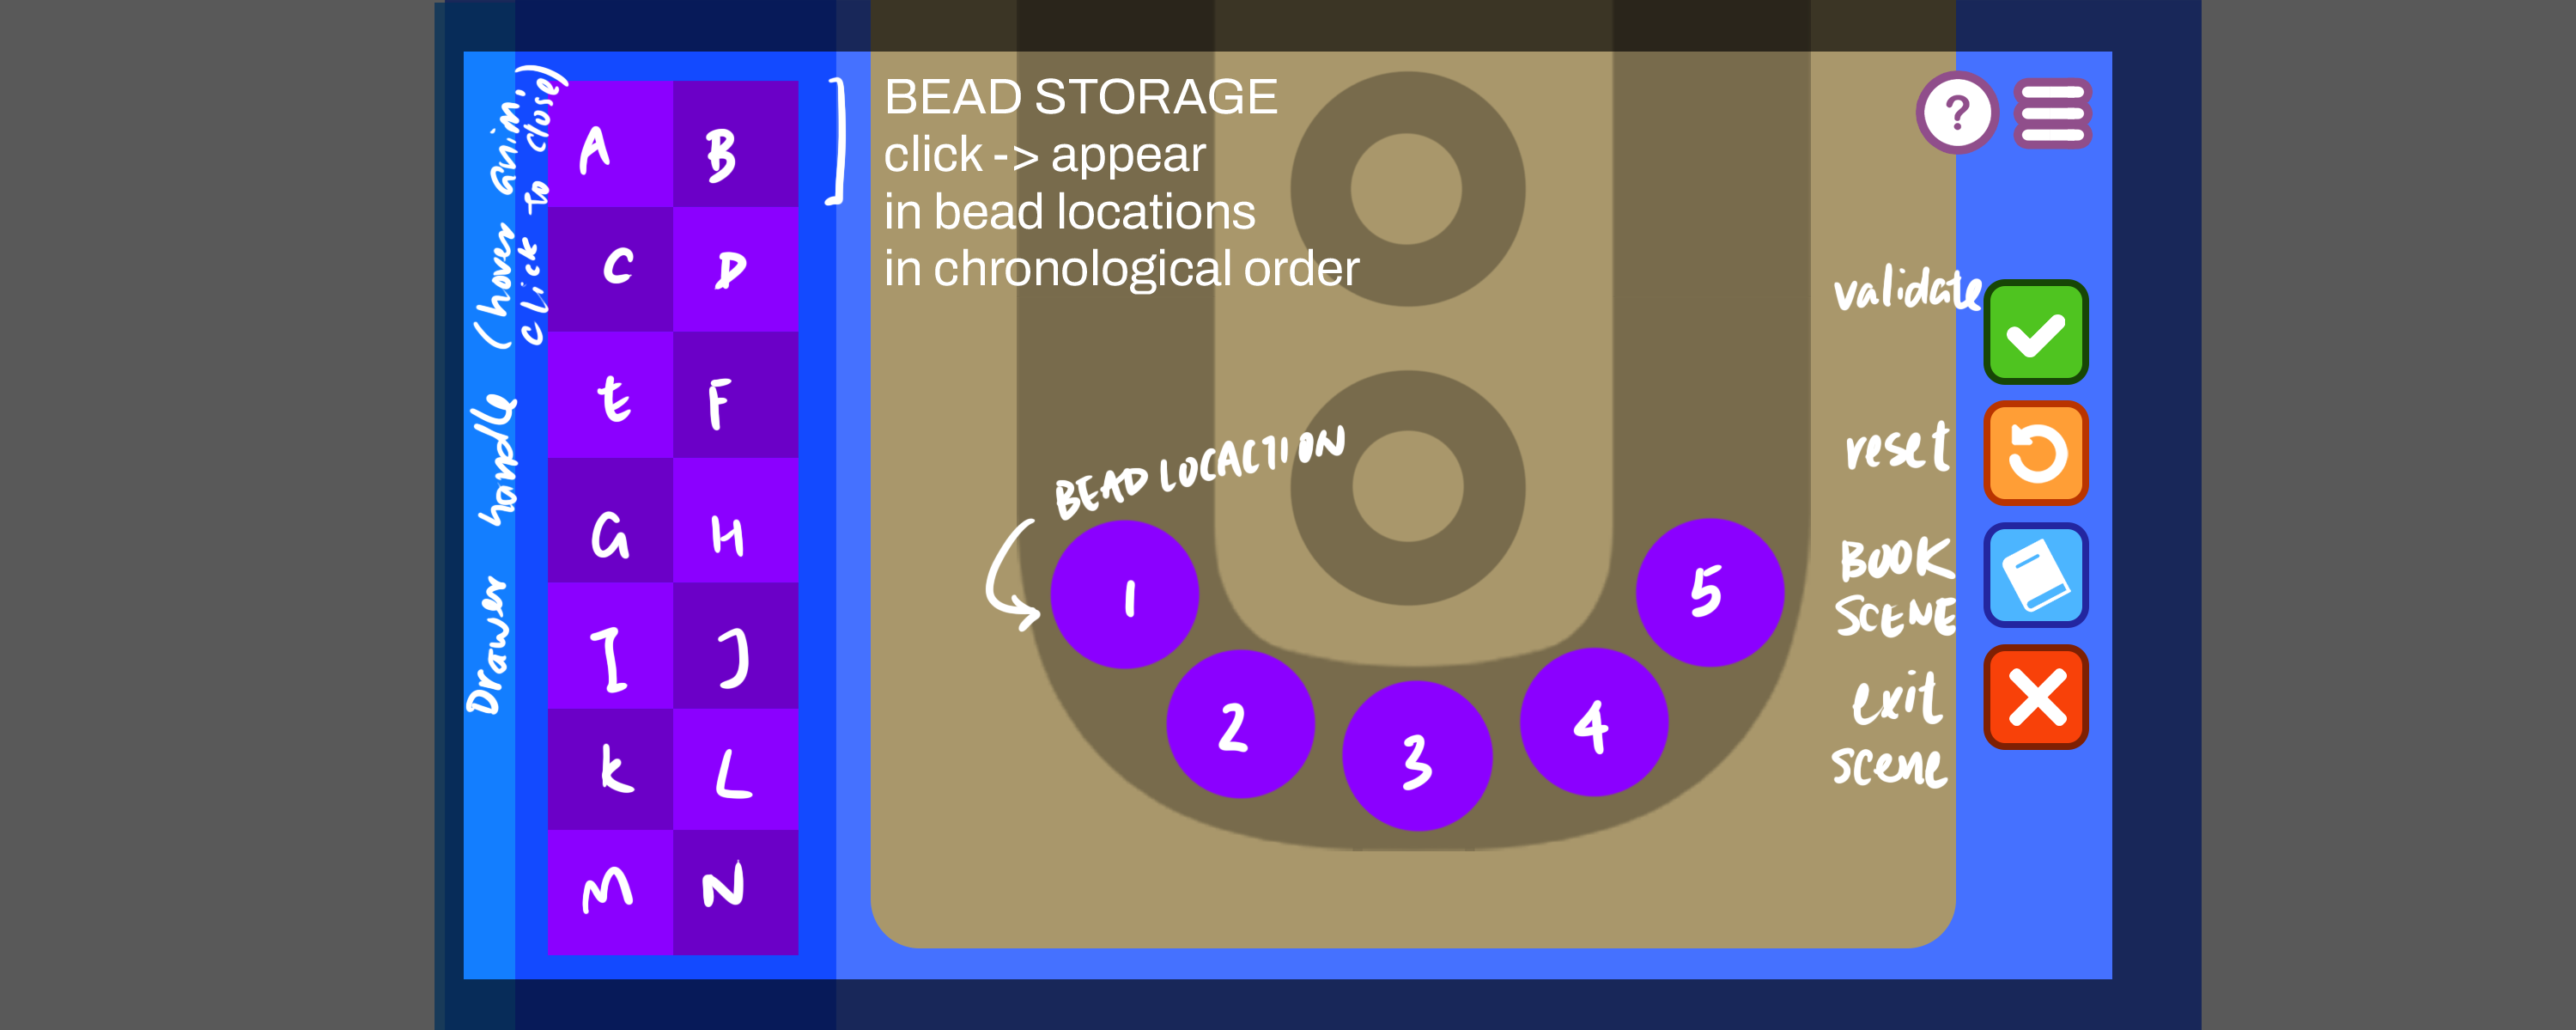 Drawer handle (hover anim,
click to close)
A B
C D
E F
G H
I J
K L
M N
BEAD STORAGE
click -> appear
in bead locations
in chronological order
?
validate
reset
BOOK
SCENE
exit
scene
BEAD LOCACTION
1
2
3
4
5